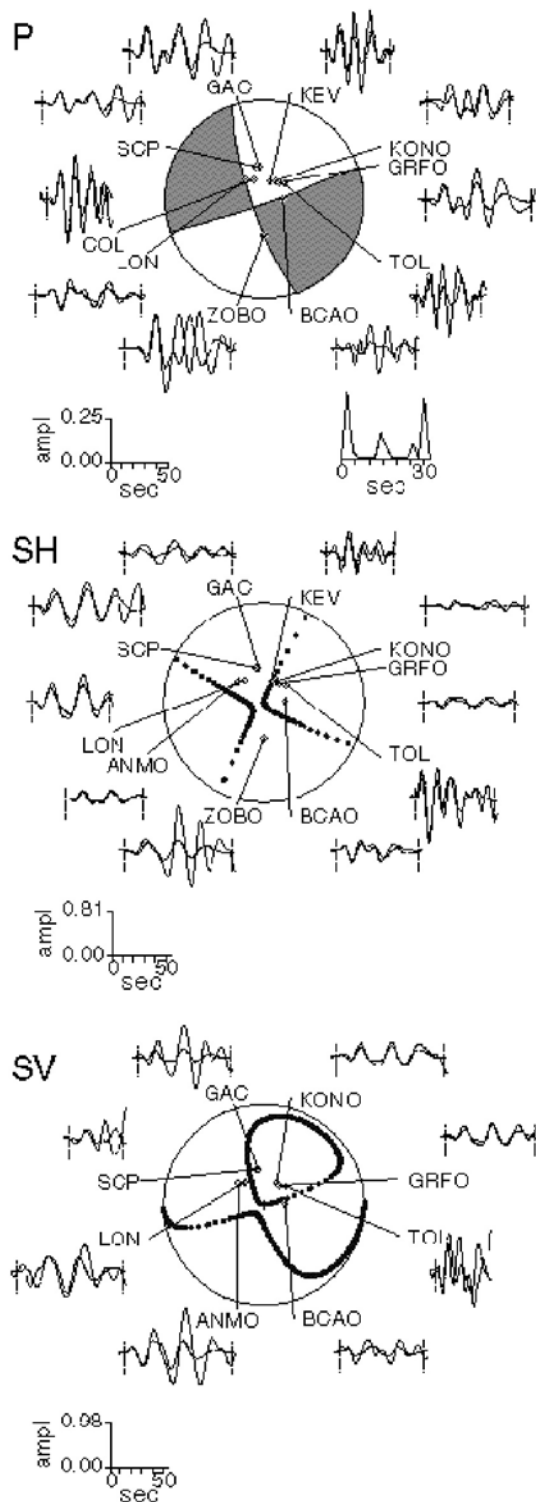 P
GAC
KEV
SCP
KONO
GRFO
COL
LON
TOL
ZOBO
BCAO
ampl
0.25
0.00
0 50
sec
0 30
sec
SH
GAC
KEV
SCP
KONO
GRFO
LON
ANMO
TOL
ZOBO
BCAO
ampl
0.81
0.00
0 50
sec
SV
GAC
KONO
SCP
GRFO
LON
TOL
ANMO
BCAO
ampl
0.98
0.00
0 50
sec